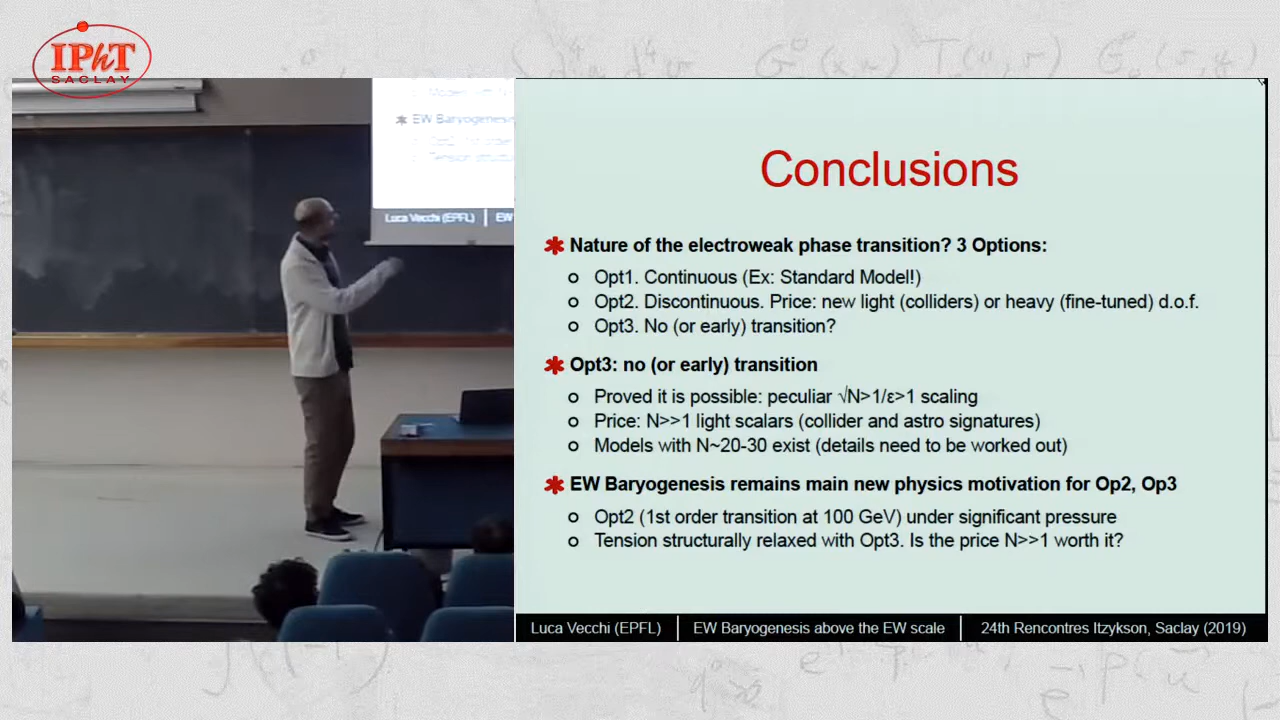 IPhT
SACLAY
EW Baryogenesis
Luca Vecchi (EPFL) | EW
Conclusions
Nature of the electroweak phase transition? 3 Options:
Opt1. Continuous (Ex: Standard Model!)
Opt2. Discontinuous. Price: new light (colliders) or heavy (fine-tuned) d.o.f.
Opt3. No (or early) transition?
Opt3: no (or early) transition
Proved it is possible: peculiar √N>1/ε>1 scaling
Price: N>>1 light scalars (collider and astro signatures)
Models with N~20-30 exist (details need to be worked out)
EW Baryogenesis remains main new physics motivation for Op2, Op3
Opt2 (1st order transition at 100 GeV) under significant pressure
Tension structurally relaxed with Opt3. Is the price N>>1 worth it?
Luca Vecchi (EPFL) | EW Baryogenesis above the EW scale | 24th Rencontres Itzykson, Saclay (2019)